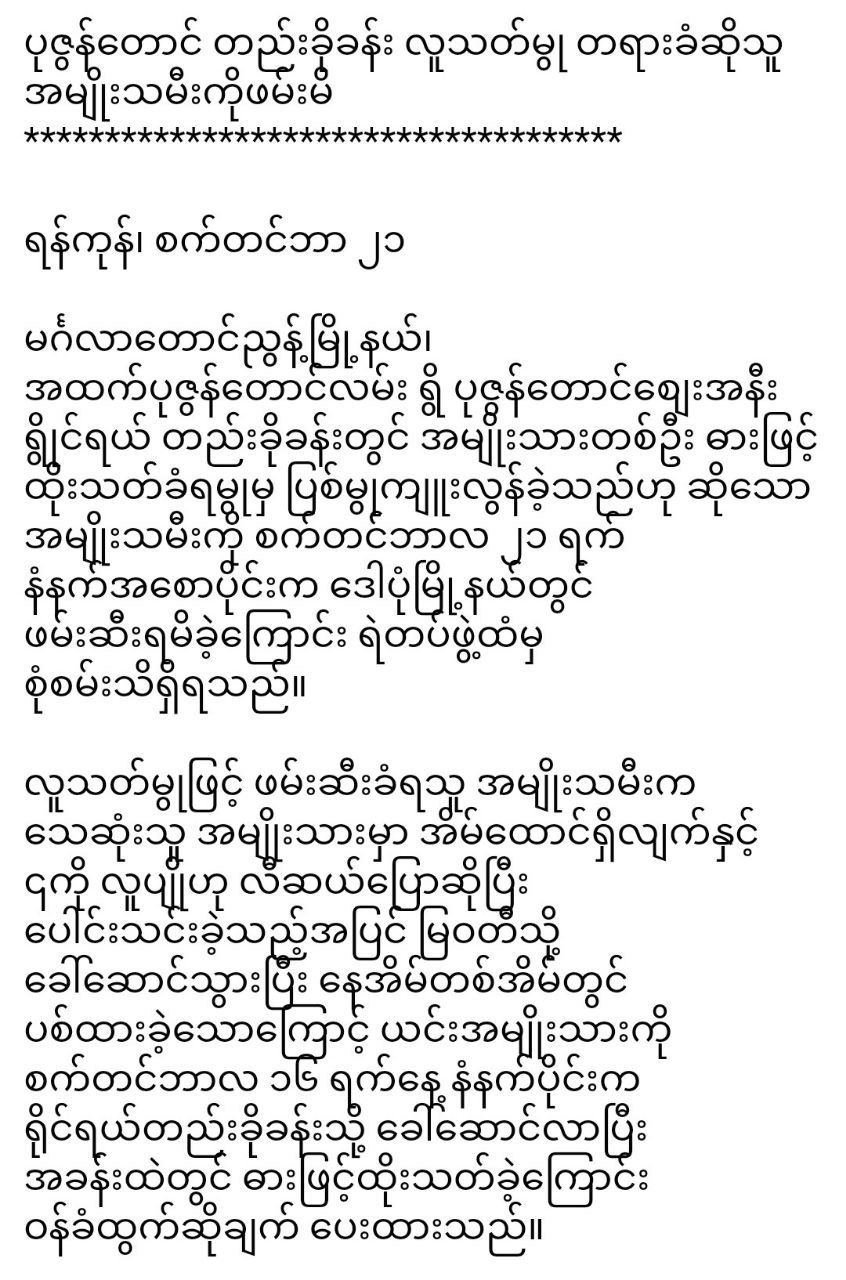 ပုဇွန်တောင် တည်းခိုခန်း လူသတ်မွု တရားခံဆိုသူ
အမျိုးသမီးကိုဖမ်းမိ
*************************************
ရန်ကုန်၊ စက်တင်ဘာ ၂၁
မင်္ဂလာတောင်ညွန့်မြို့နယ်၊
အထက်ပုဇွန်တောင်လမ်း ရွိ ပုဇွန်တောင်စျေးအနီး
ရွိုင်ရယ် တည်းခိုခန်းတွင် အမျိုးသားတစ်ဦး ဓားဖြင့်
ထိုးသတ်ခံရမွုမှ ပြစ်မွုကျူးလွန်ခဲ့သည်ဟု ဆိုသော
အမျိုးသမီးကို စက်တင်ဘာလ ၂၁ ရက်
နံနက်အစောပိုင်းက ဒေါပုံမြို့နယ်တွင်
ဖမ်းဆီးရမိခဲ့ကြောင်း ရဲတပ်ဖွဲ့ထံမှ
စုံစမ်းသိရှိရသည်။
လူသတ်မွုဖြင့် ဖမ်းဆီးခံရသူ အမျိုးသမီးက
သေဆုံးသူ အမျိုးသားမှာ အိမ်ထောင်ရှိလျက်နှင့်
၎ကို လူပျိုဟု လီဆယ်ပြောဆိုပြီး
ပေါင်းသင်းခဲ့သည့်အပြင် မြဝတီသို့
ခေါ်ဆောင်သွားပြီး နေအိမ်တစ်အိမ်တွင်
ပစ်ထားခဲ့သောကြောင့် ယင်းအမျိုးသားကို
စက်တင်ဘာလ ၁၆ ရက်နေ့ နံနက်ပိုင်းက
ရိုင်ရယ်တည်းခိုခန်းသို့ ခေါ်ဆောင်လာပြီး
အခန်းထဲတွင် ဓားဖြင့်ထိုးသတ်ခဲ့ကြောင်း
ဝန်ခံထွက်ဆိုချက် ပေးထားသည်။